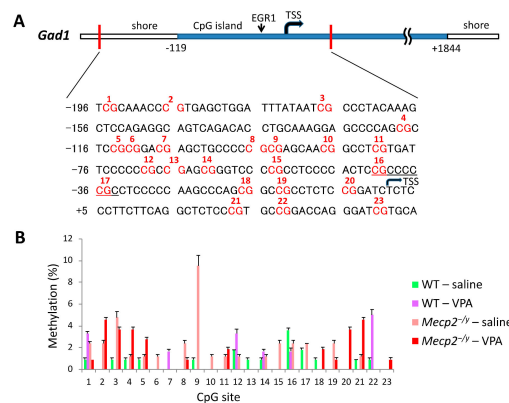 A
EGR1
TSS
shore
CpG island
shore
Gad1
-119
+1844
1 2 3
−196 TCGCAAACCC GTGAGCTGGA TTTATAATCG CCCTACAAAG
4
−156 CTCCAGAGGC AGTCAGACAC CTGCAAAGGA GCCCCAGCGC
5 6 7 8 9 10 11
−116 TCCGCGGACG AGCTGCCCCC GCGAGCAACG GCCTCGTGAT
12 13 14 15 16
−76 TCCCCCGCC GAGCGGGTCC CCGCCTCCCC ACTCCGCCCC
17 18 19 20 TSS
−36 CGCCTCCCCC AAGCCCAGCG GCCGCCTCTC CGGATCTCTC
21 22 23
+5 CCTTCTTCAG GCTCTCCCGT GCCGGACCAG GGATCGTGCA
B
Methylation (%)
12
10
8
6
4
2
0
1 2 3 4 5 6 7 8 9 10 11 12 13 14 15 16 17 18 19 20 21 22 23
CpG site
WT – saline
WT – VPA
Mecp2−/y – saline
Mecp2−/y – VPA